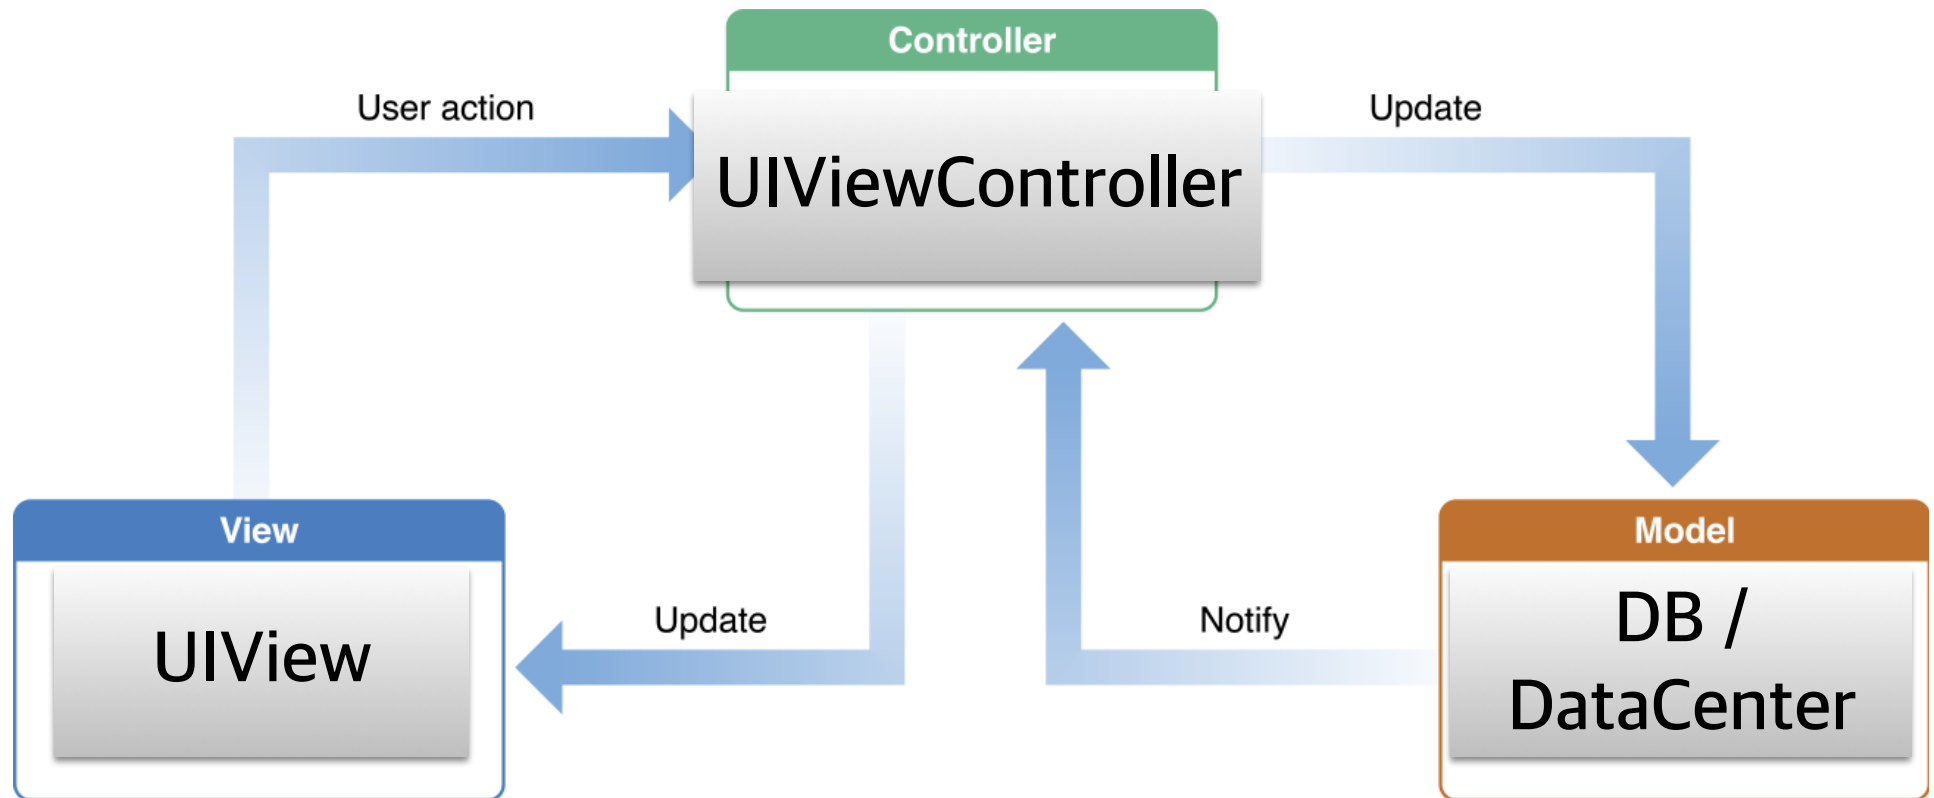 Controller
User action
Update
UIViewController
View
Model
UIView
Update
Notify
DB /
DataCenter